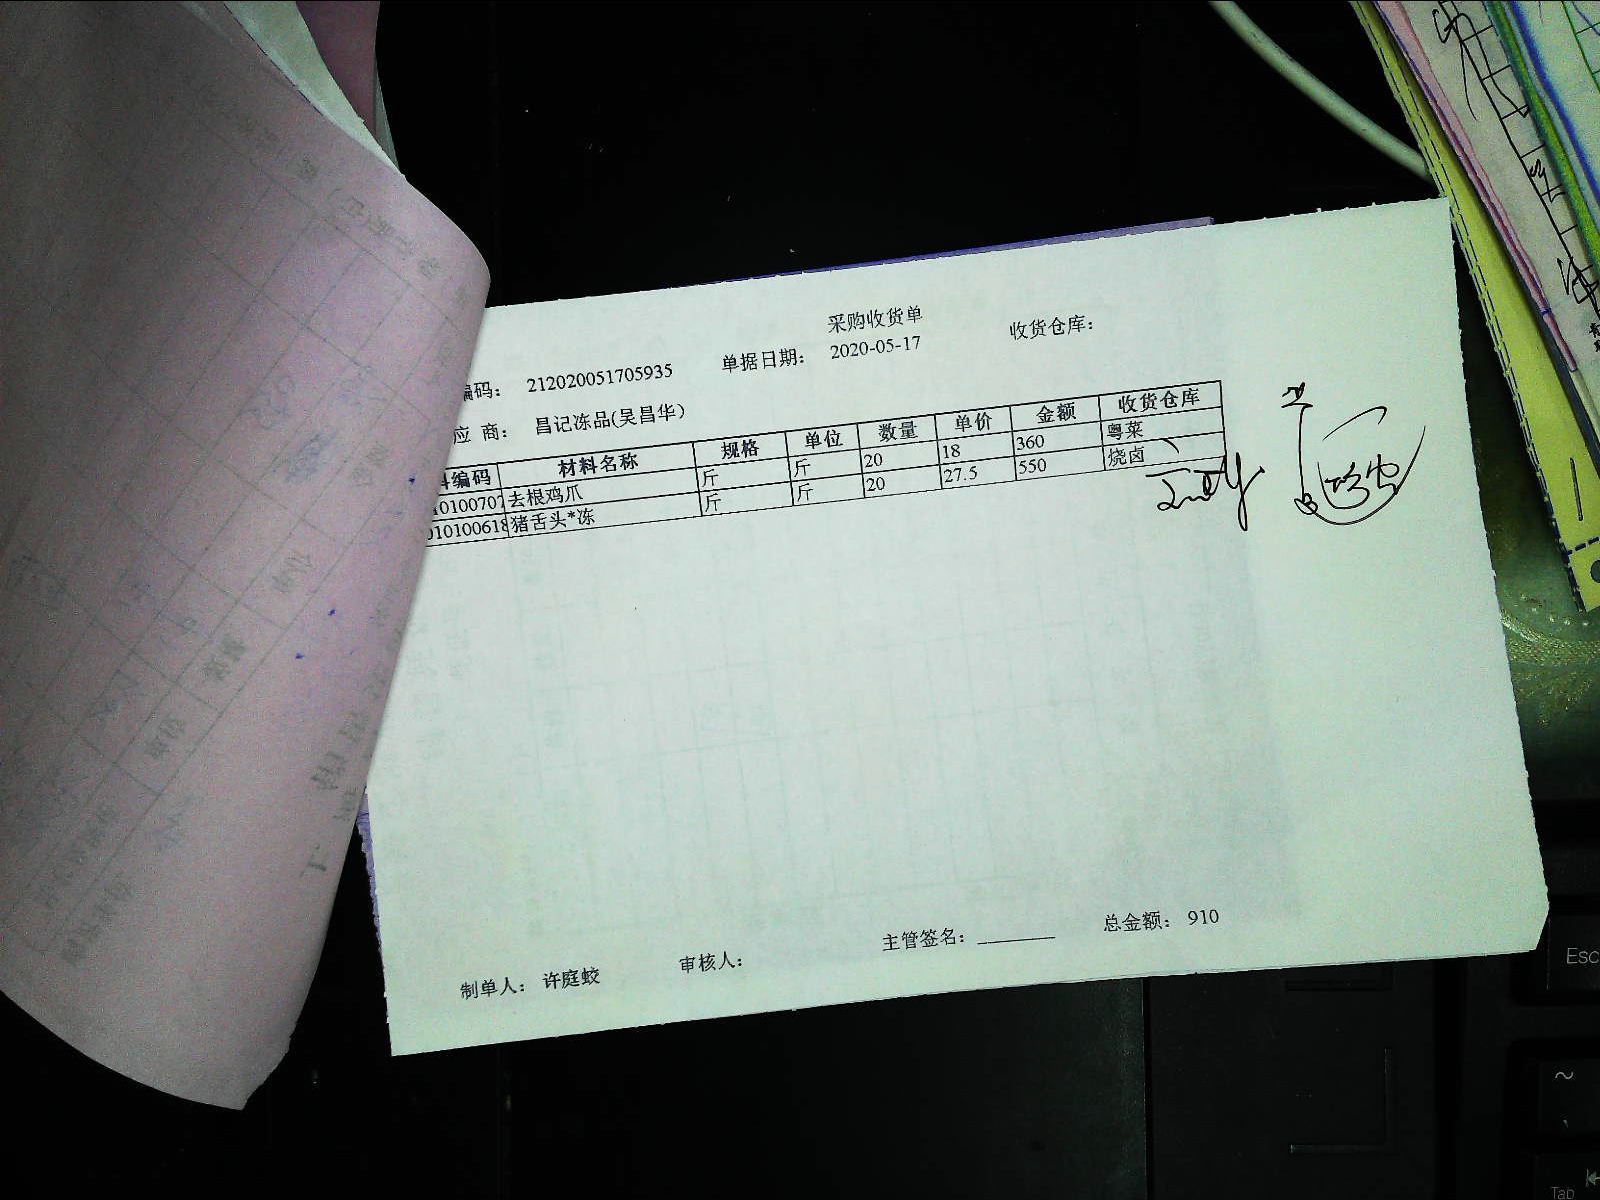 采购收货单
编码： 212020051705935 单据日期： 2020-05-17 收货仓库：
应 商： 昌记冻品(吴昌华)
编码 材料名称 规格 单位 数量 单价 金额 收货仓库
10100707 去根鸡爪 斤 斤 20 18 360 粤菜
010100618 猪舌头*冻 斤 斤 20 27.5 550 烧卤
制单人： 许庭蛟 审核人： 主管签名： 总金额： 910
Esc
~
Tab